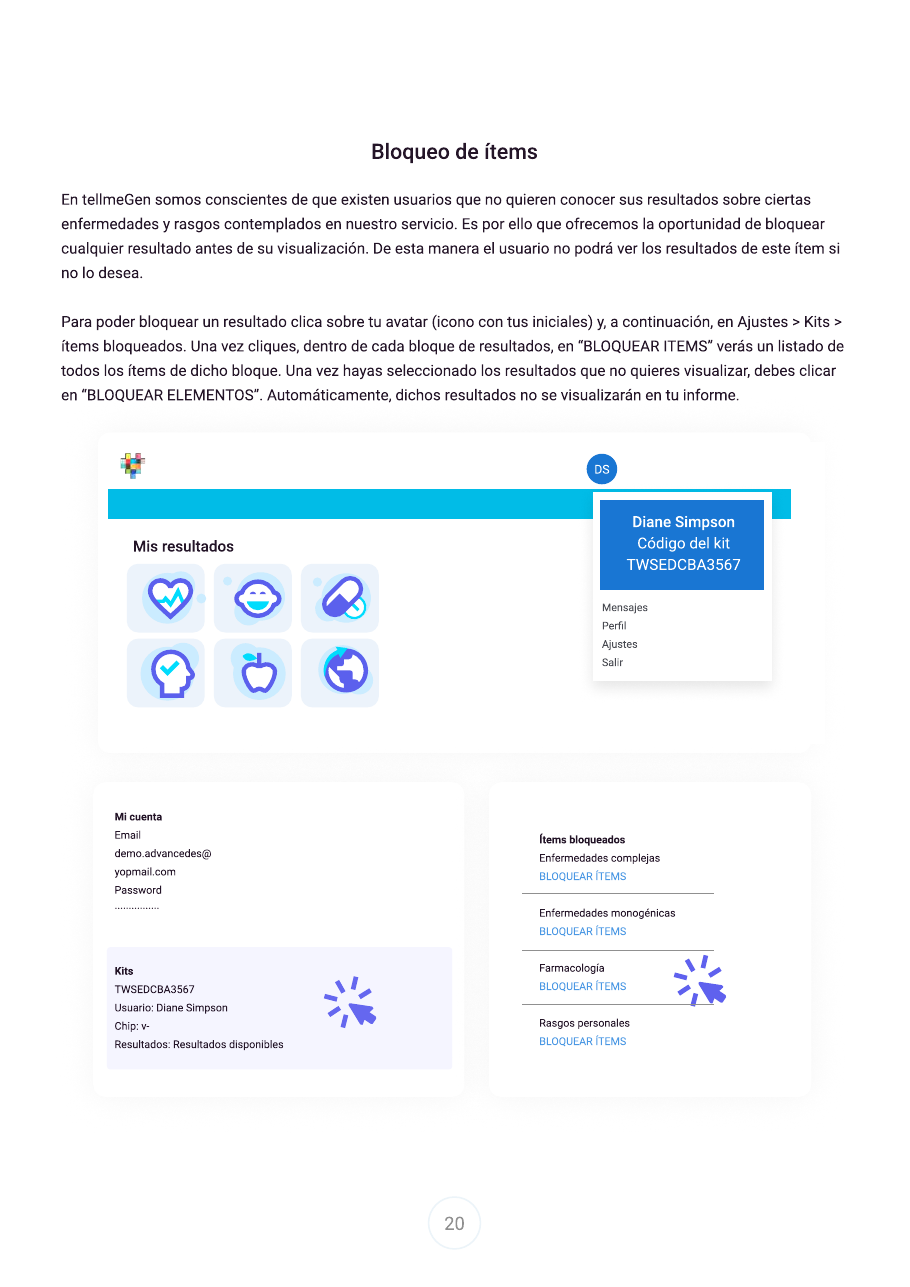 Bloqueo de ítems
En tellmeGen somos conscientes de que existen usuarios que no quieren conocer sus resultados sobre ciertas
enfermedades y rasgos contemplados en nuestro servicio. Es por ello que ofrecemos la oportunidad de bloquear
cualquier resultado antes de su visualización. De esta manera el usuario no podrá ver los resultados de este ítem si
no lo desea.
Para poder bloquear un resultado clica sobre tu avatar (icono con tus iniciales) y, a continuación, en Ajustes > Kits >
ítems bloqueados. Una vez cliques, dentro de cada bloque de resultados, en “BLOQUEAR ITEMS” verás un listado de
todos los ítems de dicho bloque. Una vez hayas seleccionado los resultados que no quieres visualizar, debes clicar
en “BLOQUEAR ELEMENTOS”. Automáticamente, dichos resultados no se visualizarán en tu informe.
DS
Diane Simpson
Código del kit
TWSEDCBA3567
Mensajes
Perfil
Ajustes
Salir
Mis resultados
Mi cuenta
Email
demo.advancedes@
yopmail.com
Password
................
Kits
TWSEDCBA3567
Usuario: Diane Simpson
Chip: v-
Resultados: Resultados disponibles
Ítems bloqueados
Enfermedades complejas
BLOQUEAR ÍTEMS
Enfermedades monogénicas
BLOQUEAR ÍTEMS
Farmacología
BLOQUEAR ÍTEMS
Rasgos personales
BLOQUEAR ÍTEMS
20